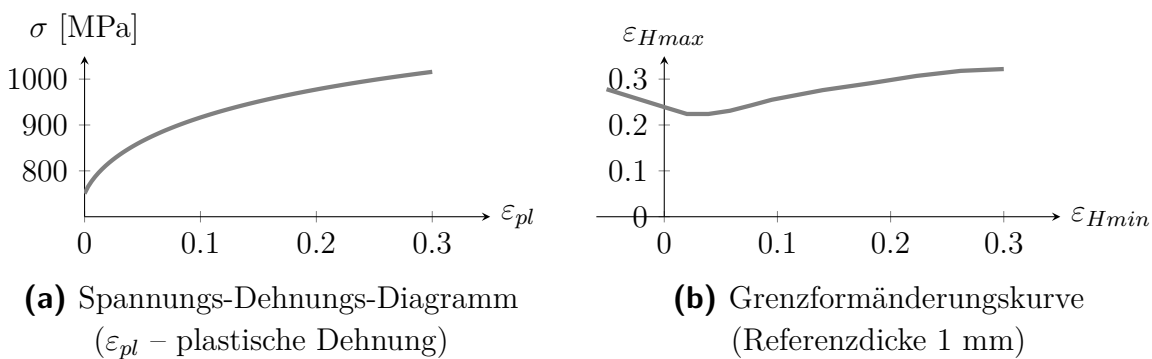 σ [MPa]
1000
900
800
0
0.1
0.2
0.3
ε_pl
(a) Spannungs-Dehnungs-Diagramm
(ε_pl – plastische Dehnung)
ε_Hmax
0.3
0.2
0.1
0
0
0.1
0.2
0.3
ε_Hmin
(b) Grenzformänderungskurve
(Referenzdicke 1 mm)